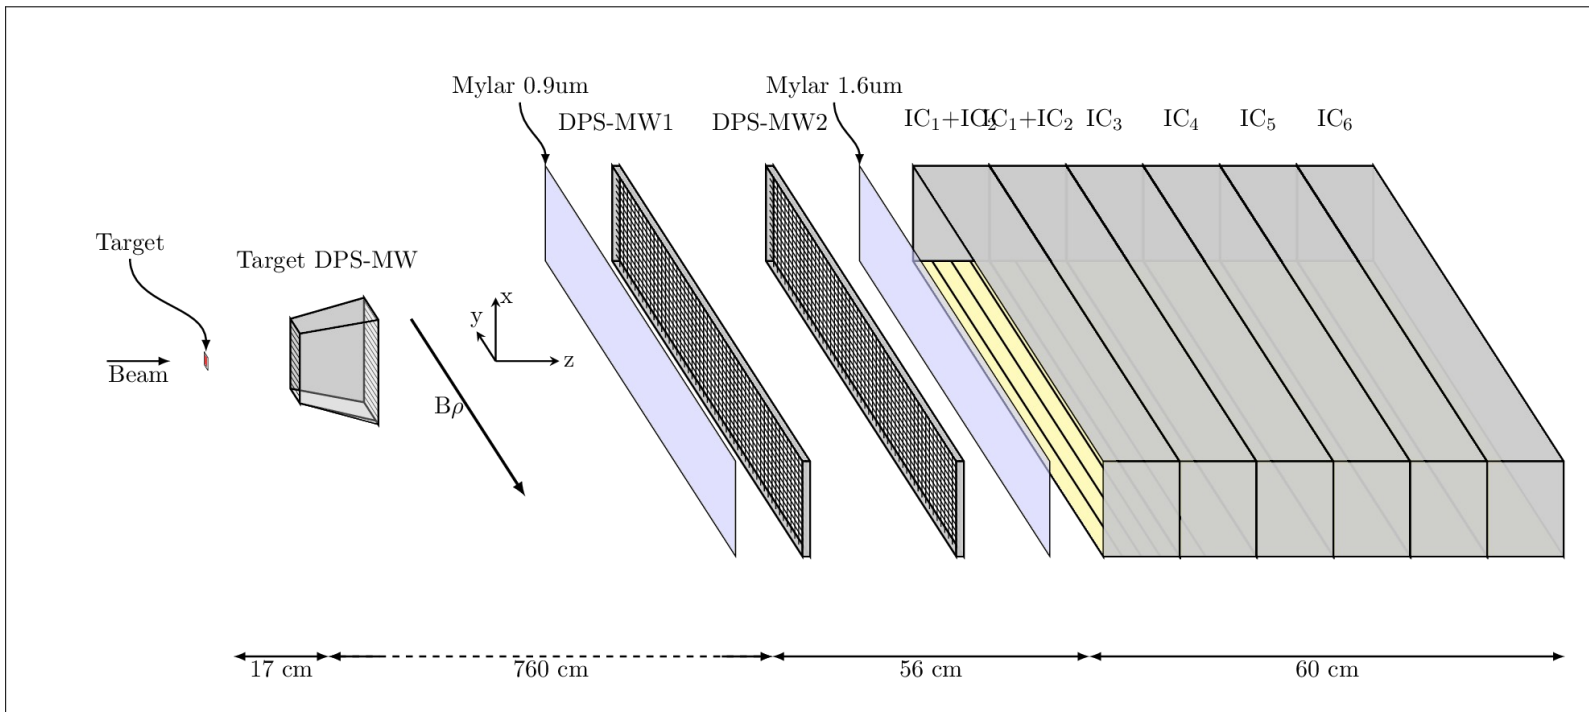 Mylar 0.9um
Mylar 1.6um
DPS-MW1
DPS-MW2
IC₁+IC₂
IC₁+IC₂
IC₃
IC₄
IC₅
IC₆
Target
Target DPS-MW
x
y
z
Beam
Bρ
17 cm
760 cm
56 cm
60 cm